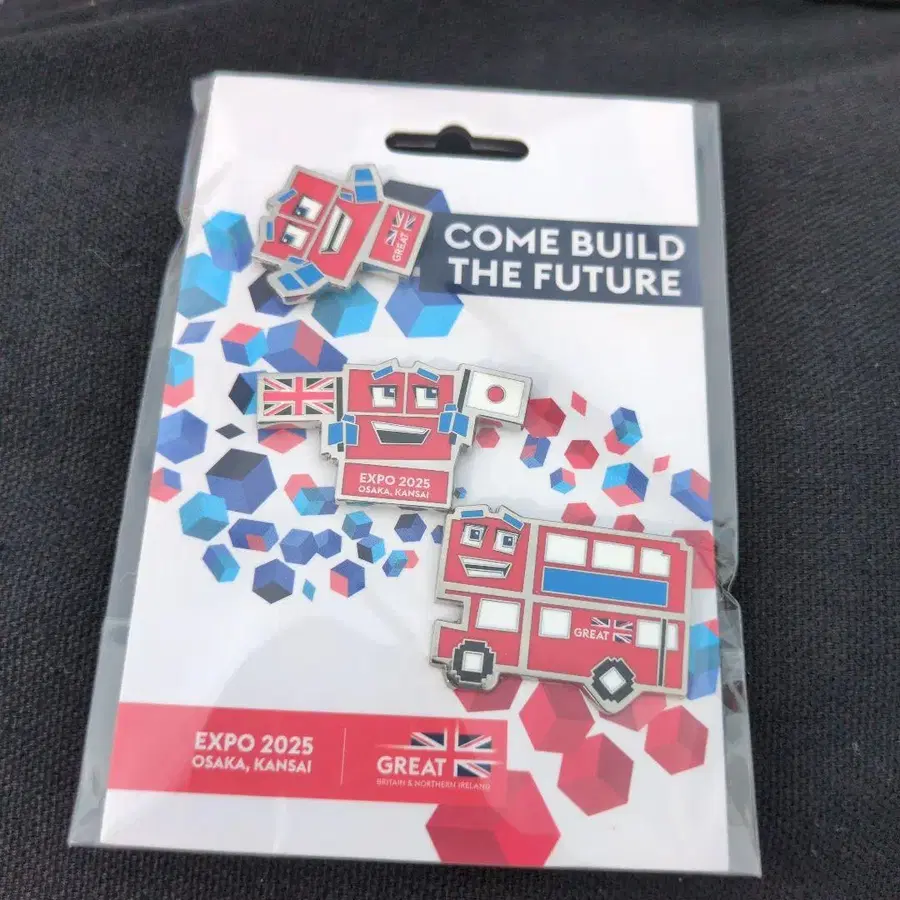 COME BUILD
THE FUTURE
GREAT
EXPO 2025
OSAKA, KANSAI
GREAT
EXPO 2025
OSAKA, KANSAI
GREAT
BRITAIN & NORTHERN IRELAND